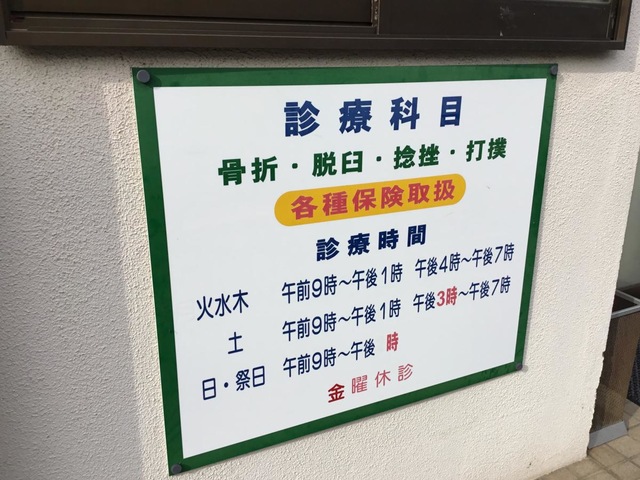 診療科目
骨折・脱臼・捻挫・打撲
各種保険取扱
診療時間
火水木 午前9時〜午後1時 午後4時〜午後7時
土 午前9時〜午後1時 午後3時〜午後7時
日・祭日 午前9時〜午後 時
金曜休診